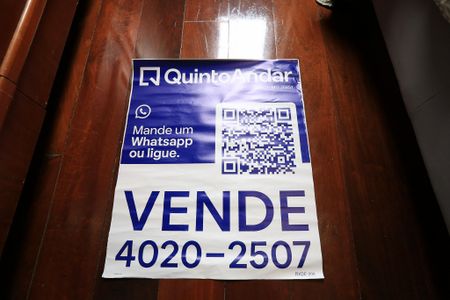 QuintoAndar
Mande um
Whatsapp
ou ligue.
VENDE
4020-2507